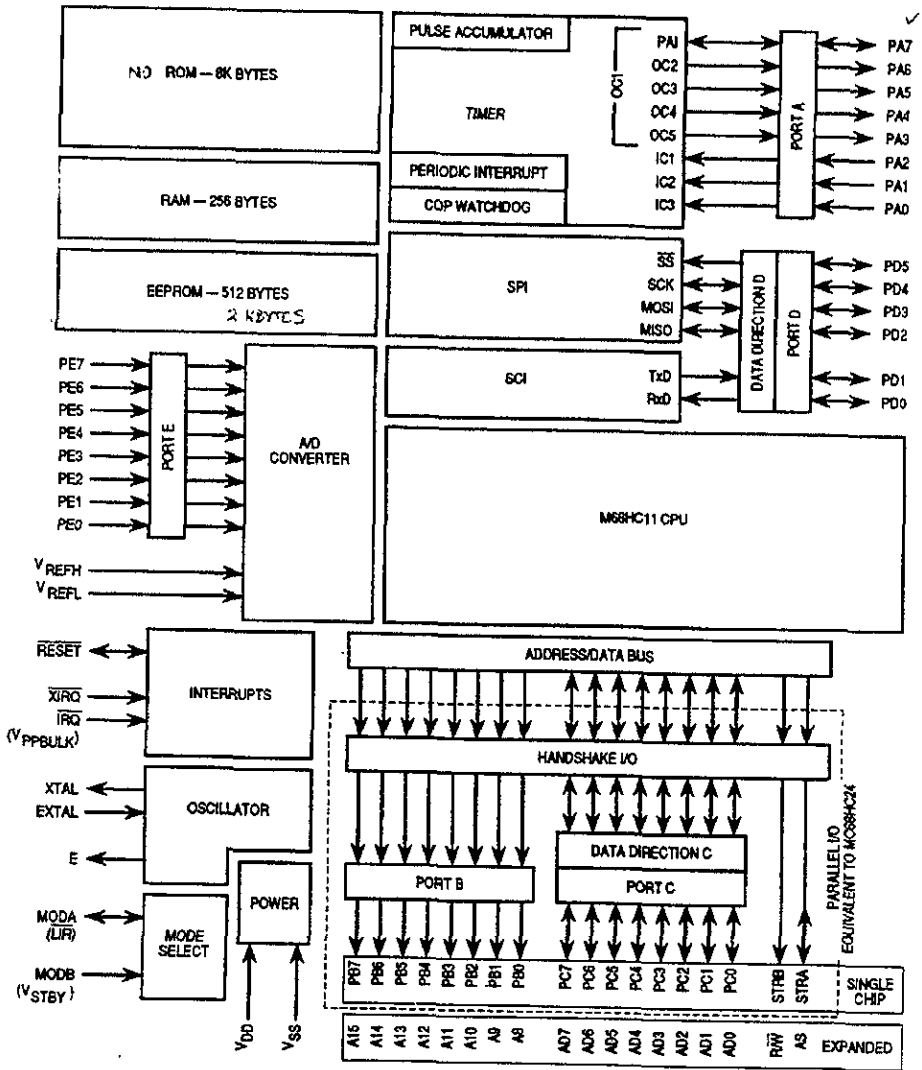 NO ROM — 8K BYTES
RAM — 256 BYTES
EEPROM — 512 BYTES
2 KBYTES
PULSE ACCUMULATOR
TIMER
PERIODIC INTERRUPT
COP WATCHDOG
OC1
PAI
OC2
OC3
OC4
OC5
IC1
IC2
IC3
PORT A
PA7
PA6
PA5
PA4
PA3
PA2
PA1
PA0
SPI
SS
SCK
MOSI
MISO
SCI
TxD
RxD
DATA DIRECTION D
PORT D
PD5
PD4
PD3
PD2
PD1
PD0
PE7
PE6
PE5
PE4
PE3
PE2
PE1
PE0
PORT E
A/D
CONVERTER
VREFH
VREFL
M68HC11 CPU
RESET
XIRQ
IRQ
(VPPBULK)
INTERRUPTS
XTAL
EXTAL
E
OSCILLATOR
MODA
(LIR)
MODB
(VSTBY)
MODE
SELECT
POWER
VDD
VSS
ADDRESS/DATA BUS
HANDSHAKE I/O
DATA DIRECTION C
PORT B
PORT C
PARALLEL I/O
EQUIVALENT TO MC68HC24
PB7 PB6 PB5 PB4 PB3 PB2 PB1 PB0 PC7 PC6 PC5 PC4 PC3 PC2 PC1 PC0 STRB STRA
SINGLE
CHIP
A15 A14 A13 A12 A11 A10 A9 A8 AD7 AD6 AD5 AD4 AD3 AD2 AD1 AD0 R/W AS
EXPANDED